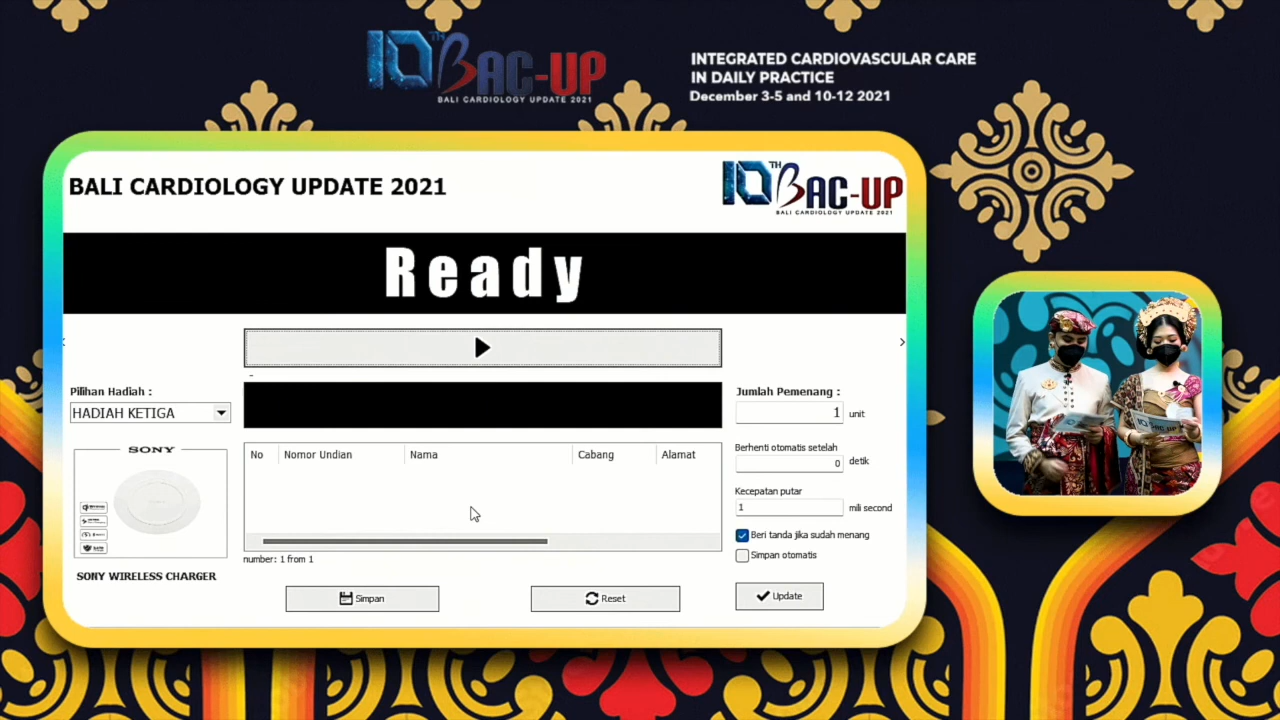 10TH BAC-UP
BALI CARDIOLOGY UPDATE 2021
INTEGRATED CARDIOVASCULAR CARE
IN DAILY PRACTICE
December 3-5 and 10-12 2021
BALI CARDIOLOGY UPDATE 2021
10TH BAC-UP
BALI CARDIOLOGY UPDATE 2021
Ready
Pilihan Hadiah :
HADIAH KETIGA
SONY
SONY WIRELESS CHARGER
-
No Nomor Undian Nama Cabang Alamat
number: 1 from 1
Simpan
Reset
Jumlah Pemenang :
1 unit
Berhenti otomatis setelah
0 detik
Kecepatan putar
1 mili second
Beri tanda jika sudah menang
Simpan otomatis
Update
BAC-UP